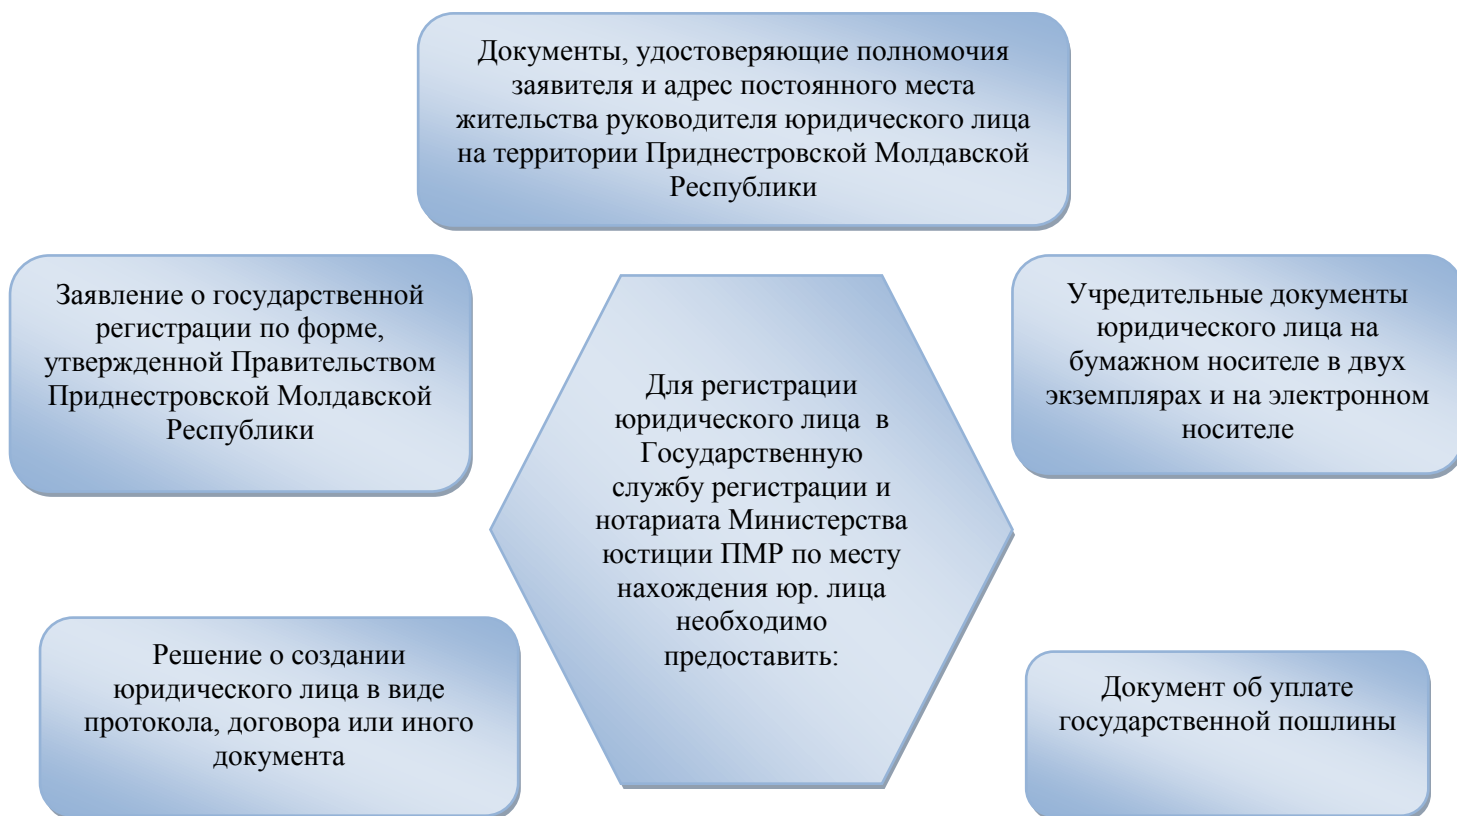 Документы, удостоверяющие полномочия
заявителя и адрес постоянного места
жительства руководителя юридического лица
на территории Приднестровской Молдавской
Республики
Заявление о государственной
регистрации по форме,
утвержденной Правительством
Приднестровской Молдавской
Республики
Учредительные документы
юридического лица на
бумажном носителе в двух
экземплярах и на электронном
носителе
Для регистрации
юридического лица в
Государственную
службу регистрации и
нотариата Министерства
юстиции ПМР по месту
нахождения юр. лица
необходимо
предоставить:
Решение о создании
юридического лица в виде
протокола, договора или иного
документа
Документ об уплате
государственной пошлины